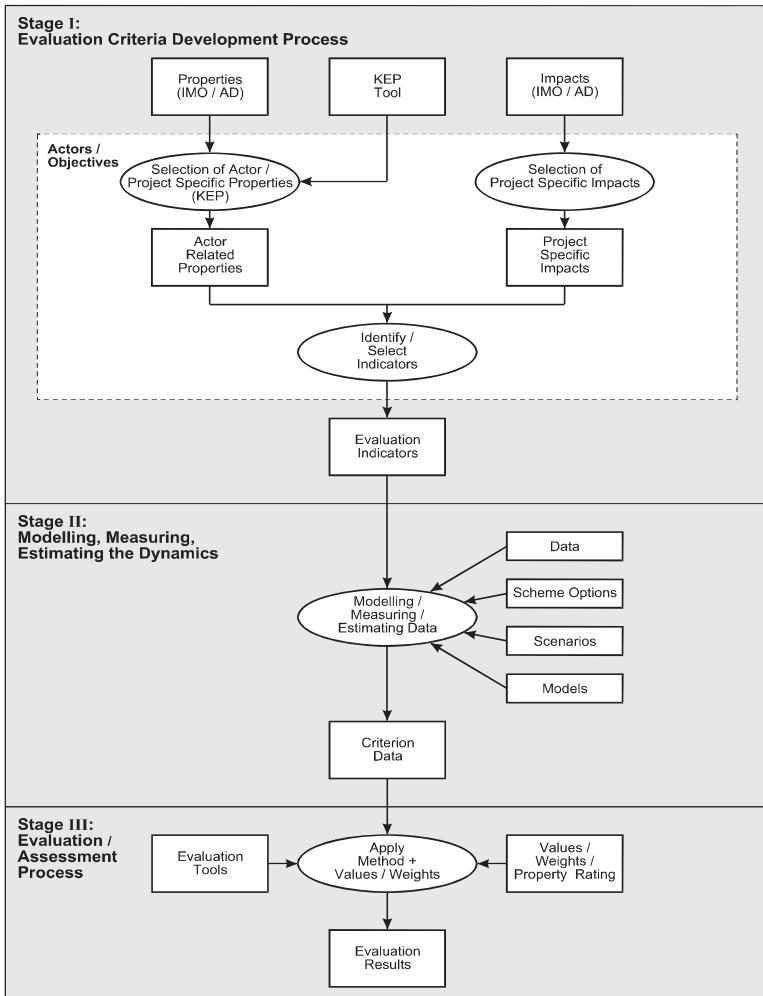 Stage I:
Evaluation Criteria Development Process
Properties
(IMO / AD)
KEP
Tool
Impacts
(IMO / AD)
Actors /
Objectives
Selection of Actor /
Project Specific Properties
(KEP)
Selection of
Project Specific Impacts
Actor
Related
Properties
Project
Specific
Impacts
Identify /
Select
Indicators
Evaluation
Indicators
Stage II:
Modelling, Measuring,
Estimating the Dynamics
Data
Scheme Options
Modelling /
Measuring /
Estimating Data
Scenarios
Models
Criterion
Data
Stage III:
Evaluation /
Assessment
Process
Evaluation
Tools
Apply
Method +
Values / Weights
Values /
Weights /
Property Rating
Evaluation
Results